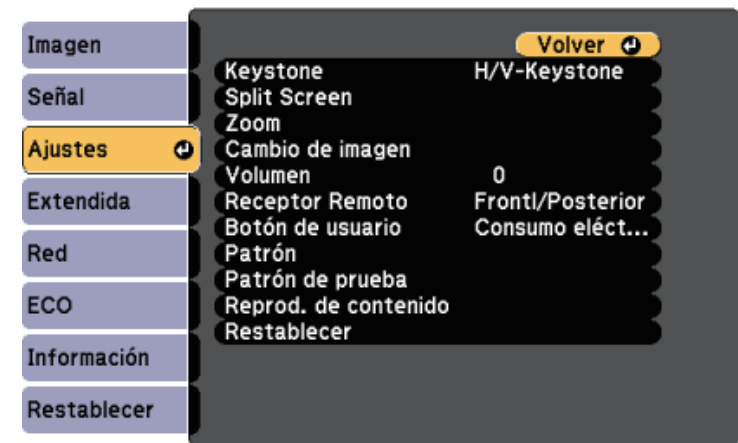 Imagen
Señal
Ajustes
Extendida
Red
ECO
Información
Restablecer
Volver
Keystone H/V-Keystone
Split Screen
Zoom
Cambio de imagen
Volumen 0
Receptor Remoto Frontl/Posterior
Botón de usuario Consumo eléct...
Patrón
Patrón de prueba
Reprod. de contenido
Restablecer